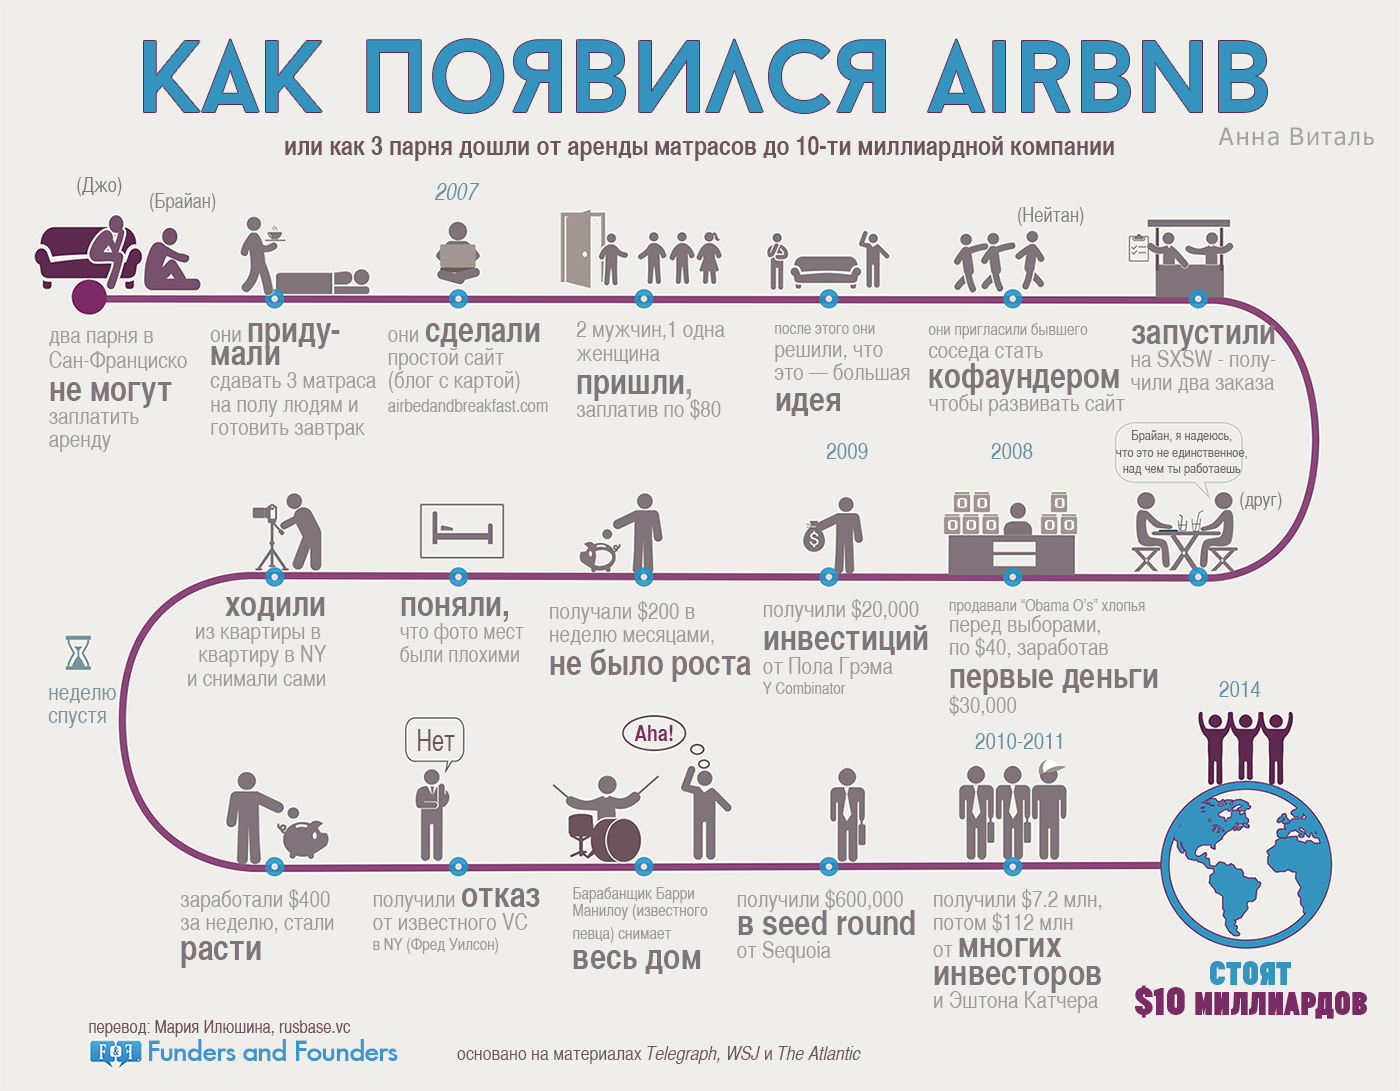 КАК ПОЯВИЛСЯ AIRBNB
Анна Виталь
или как 3 парня дошли от аренды матрасов до 10-ти миллиардной компании
(Джо)
(Брайан)
два парня в
Сан-Франциско
не могут
заплатить
аренду
они приду-
мали
сдавать 3 матраса
на полу людям и
готовить завтрак
2007
они сделали
простой сайт
(блог с картой)
airbedandbreakfast.com
2 мужчин,1 одна
женщина
пришли,
заплатив по $80
после этого они
решили, что
это — большая
идея
(Нейтан)
они пригласили бывшего
соседа стать
кофаундером
чтобы развивать сайт
запустили
на SXSW - полу-
чили два заказа
Брайан, я надеюсь,
что это не единственное,
над чем ты работаешь
(друг)
2008
продавали “Obama O’s” хлопья
перед выборами,
по $40, заработав
первые деньги
$30,000
2009
получили $20,000
инвестиций
от Пола Грэма
Y Combinator
получали $200 в
неделю месяцами,
не было роста
поняли,
что фото мест
были плохими
ходили
из квартиры в
квартиру в NY
и снимали сами
неделю
спустя
заработали $400
за неделю, стали
расти
Нет
получили отказ
от известного VC
в NY (Фред Уилсон)
Aha!
Барабанщик Барри
Манилоу (известного
певца) снимает
весь дом
получили $600,000
в seed round
от Sequoia
2010-2011
получили $7.2 млн,
потом $112 млн
от многих
инвесторов
и Эштона Катчера
2014
СТОЯТ
$10 МИЛЛИАРДОВ
перевод: Мария Илюшина, rusbase.vc
F&F Funders and Founders
основано на материалах Telegraph, WSJ и The Atlantic